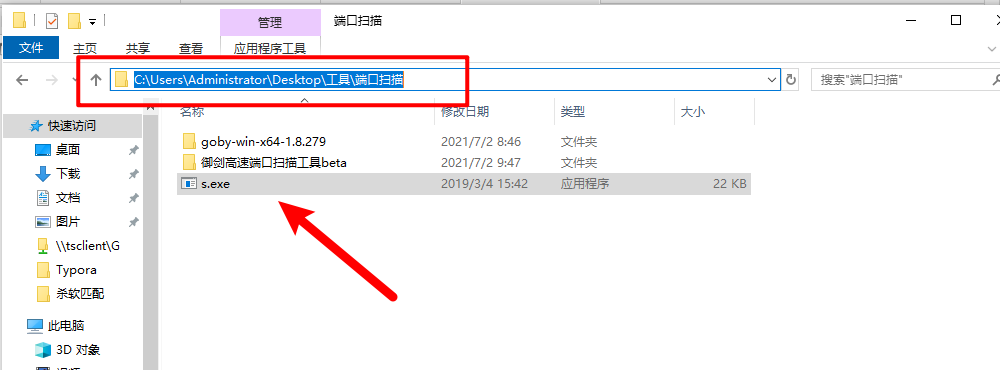 管理
端口扫描
文件
主页
共享
查看
应用程序工具
C:\Users\Administrator\Desktop\工具\端口扫描
搜索"端口扫描"
名称
修改日期
类型
大小
快速访问
桌面
下载
文档
图片
\\tsclient\G
Typora
杀软匹配
此电脑
3D 对象
goby-win-x64-1.8.279 2021/7/2 8:46 文件夹
御剑高速端口扫描工具beta 2021/7/2 9:47 文件夹
s.exe 2019/3/4 15:42 应用程序 22 KB